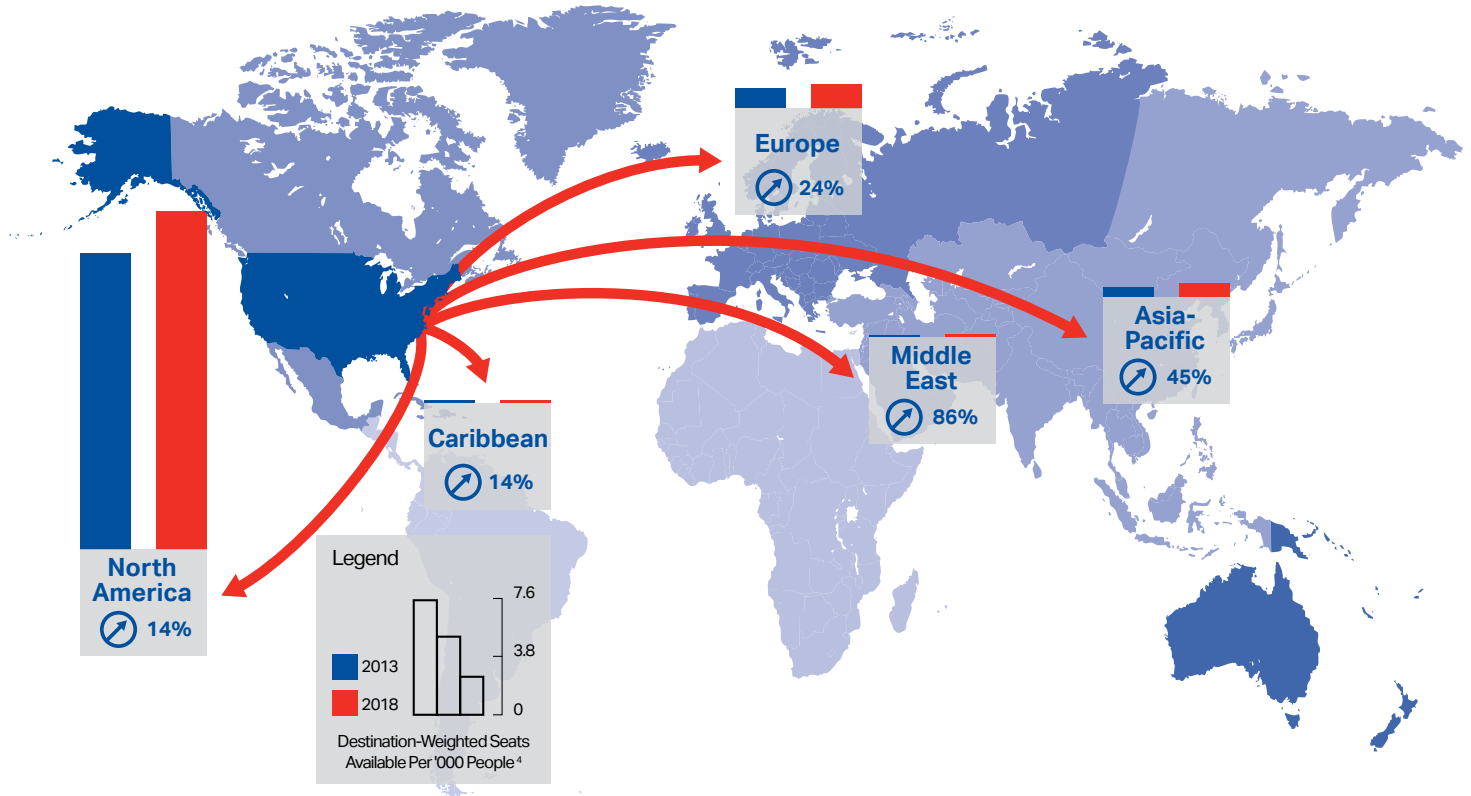 Europe
24%
Asia-
Pacific
45%
Middle
East
86%
Caribbean
14%
North
America
14%
Legend
7.6
3.8
0
2013
2018
Destination-Weighted Seats
Available Per '000 People 4